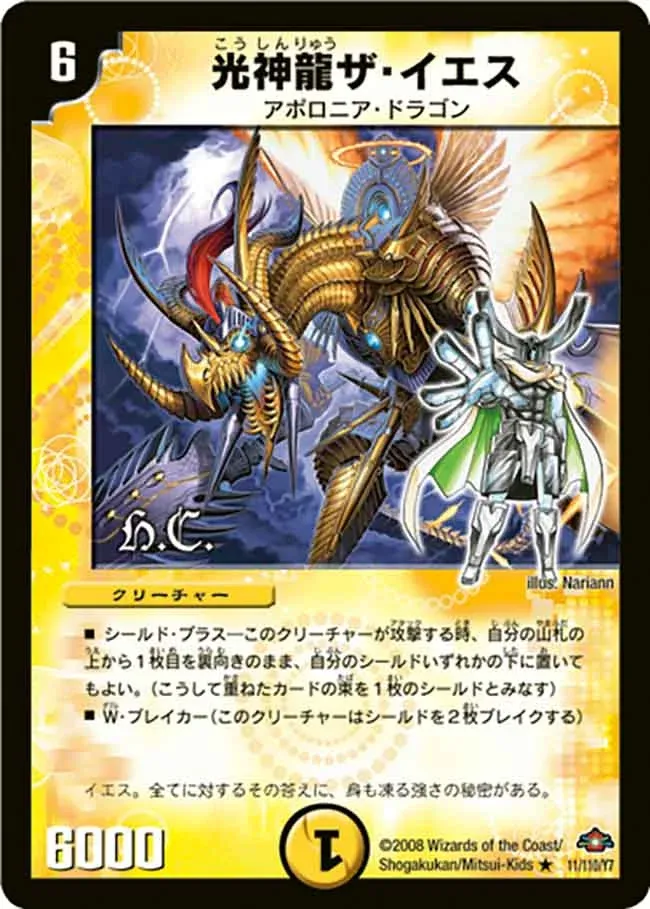 6
こうしんりゅう
光神龍ザ・イエス
アポロニア・ドラゴン
H.C.
illus. Nariann
クリーチャー
■ シールド・プラス―このクリーチャーが攻撃する時、自分の山札の
上から1枚目を裏向きのまま、自分のシールドいずれかの下に置いて
もよい。(こうして重ねたカードの束を1枚のシールドとみなす)
■ W・ブレイカー(このクリーチャーはシールドを2枚ブレイクする)
イエス。全てに対するその答えに、身も凍る強さの秘密がある。
6000
1
©2008 Wizards of the Coast/
Shogakukan/Mitsui-Kids ★ 11/110/Y7